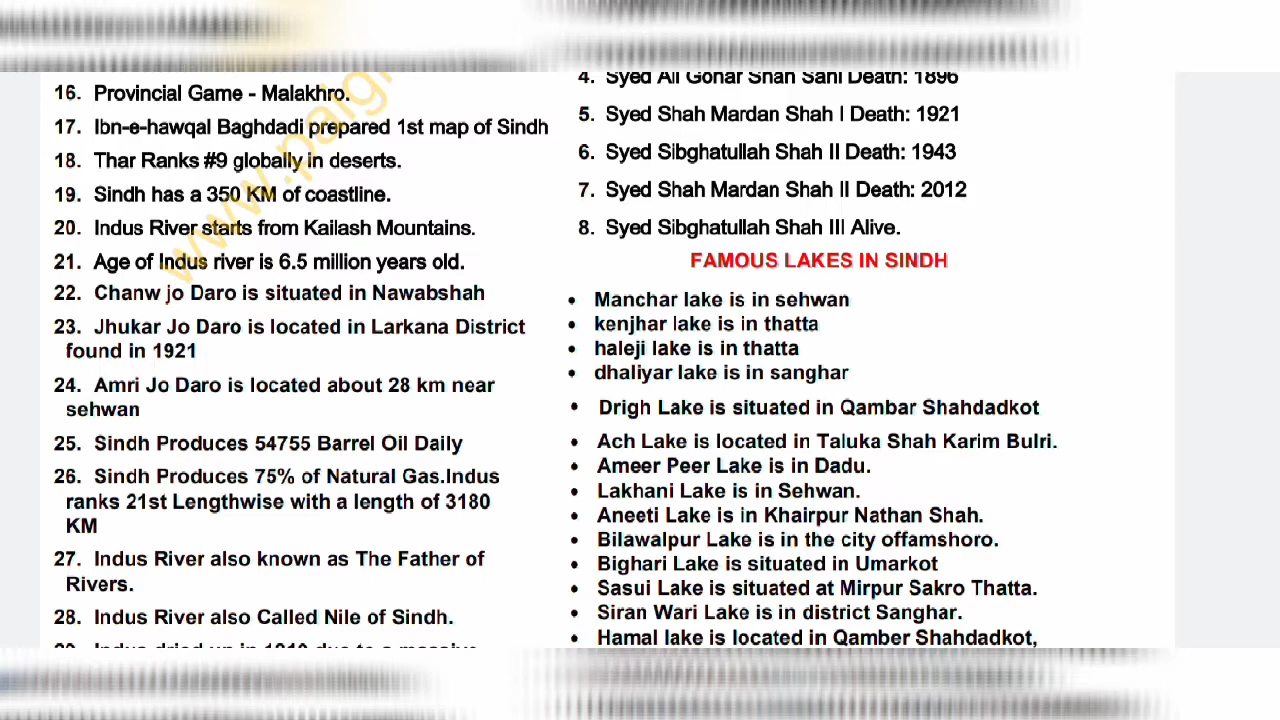 16. Provincial Game - Malakhro.
17. Ibn-e-hawqal Baghdadi prepared 1st map of Sindh
18. Thar Ranks #9 globally in deserts.
19. Sindh has a 350 KM of coastline.
20. Indus River starts from Kailash Mountains.
21. Age of Indus river is 6.5 million years old.
22. Chanw jo Daro is situated in Nawabshah
23. Jhukar Jo Daro is located in Larkana District
found in 1921
24. Amri Jo Daro is located about 28 km near
sehwan
25. Sindh Produces 54755 Barrel Oil Daily
26. Sindh Produces 75% of Natural Gas.Indus
ranks 21st Lengthwise with a length of 3180
KM
27. Indus River also known as The Father of
Rivers.
28. Indus River also Called Nile of Sindh.
4. Syed Ali Gohar Shah Sani Death: 1896
5. Syed Shah Mardan Shah I Death: 1921
6. Syed Sibghatullah Shah II Death: 1943
7. Syed Shah Mardan Shah II Death: 2012
8. Syed Sibghatullah Shah III Alive.
FAMOUS LAKES IN SINDH
• Manchar lake is in sehwan
• kenjhar lake is in thatta
• haleji lake is in thatta
• dhaliyar lake is in sanghar
• Drigh Lake is situated in Qambar Shahdadkot
• Ach Lake is located in Taluka Shah Karim Bulri.
• Ameer Peer Lake is in Dadu.
• Lakhani Lake is in Sehwan.
• Aneeti Lake is in Khairpur Nathan Shah.
• Bilawalpur Lake is in the city offamshoro.
• Bighari Lake is situated in Umarkot
• Sasui Lake is situated at Mirpur Sakro Thatta.
• Siran Wari Lake is in district Sanghar.
• Hamal lake is located in Qamber Shahdadkot,